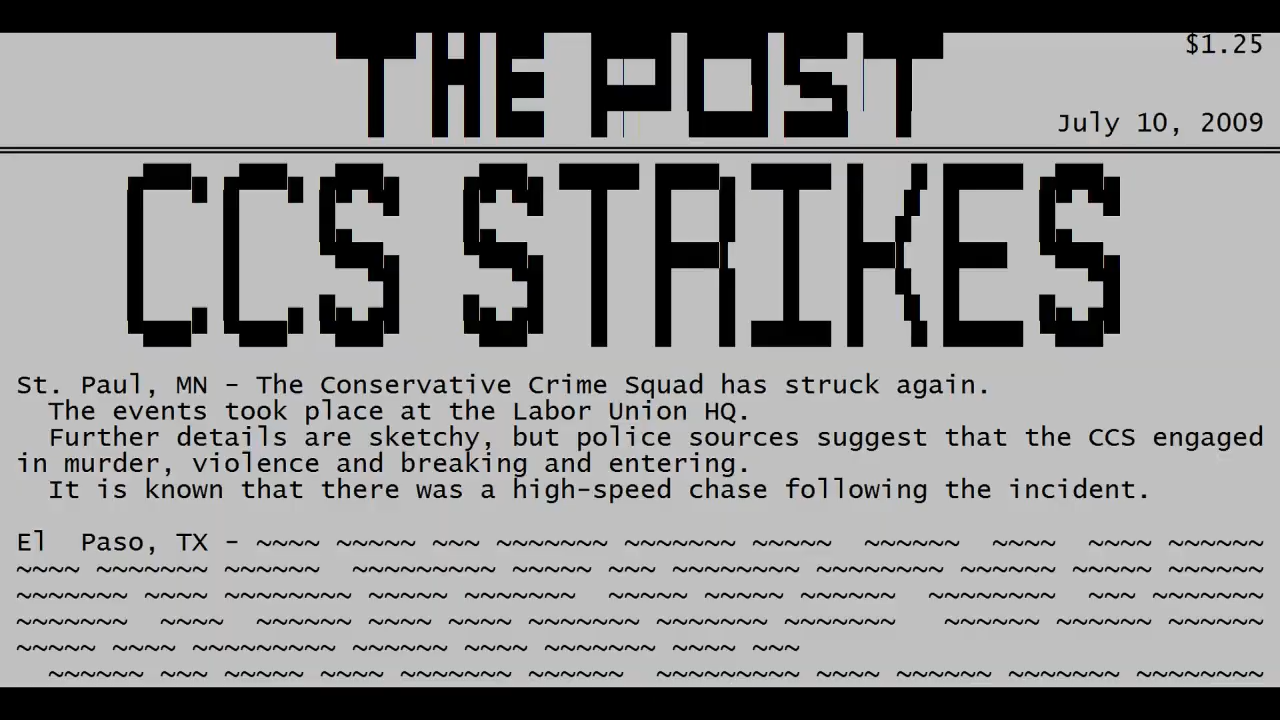 THE POST
$1.25
July 10, 2009
CCS STRIKES
St. Paul, MN - The Conservative Crime Squad has struck again.
The events took place at the Labor Union HQ.
Further details are sketchy, but police sources suggest that the CCS engaged
in murder, violence and breaking and entering.
It is known that there was a high-speed chase following the incident.
El  Paso, TX - ~~~~ ~~~~~ ~~~ ~~~~~~~ ~~~~~~~ ~~~~~  ~~~~~~  ~~~~  ~~~~ ~~~~~~
~~~~ ~~~~~~~ ~~~~~~  ~~~~~~~~~ ~~~~~ ~~~ ~~~~~~~~ ~~~~~~~~ ~~~~~~ ~~~~~ ~~~~~~
~~~~~~~ ~~~~ ~~~~~~~~ ~~~~~ ~~~~~~~  ~~~~~ ~~~~~ ~~~~~~  ~~~~~~~~  ~~~ ~~~~~~~
~~~~~~~  ~~~~  ~~~~~~ ~~~~ ~~~~ ~~~~~~~ ~~~~~~~~ ~~~~~~~   ~~~~~~ ~~~~~~ ~~~~~~
~~~~~ ~~~~ ~~~~~~~~~ ~~~~~~ ~~~~ ~~~~~~~ ~~~~ ~~~
~~~~~~ ~~~ ~~~~~ ~~~~ ~~~~~~~ ~~~~~~  ~~~~~~~~~ ~~~~ ~~~~~~ ~~~~~ ~~~~~~~ ~~~~~~~~